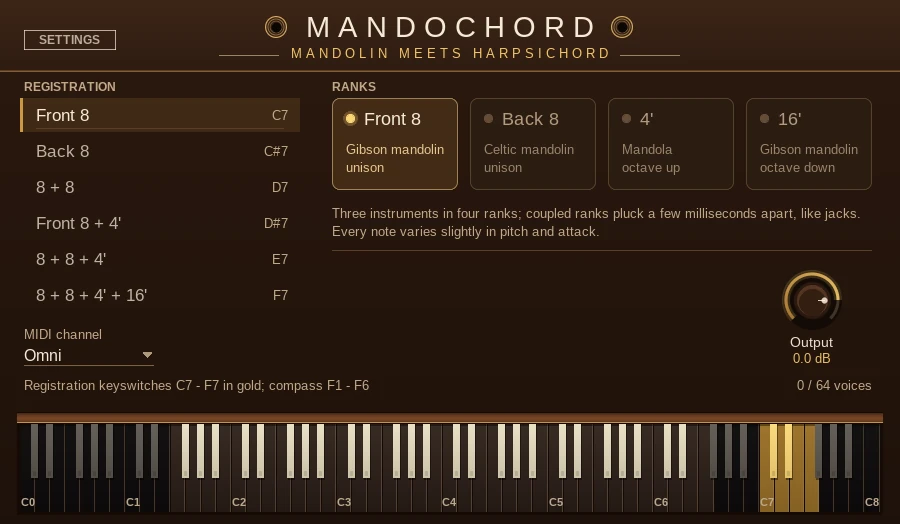 SETTINGS
MANDOCHORD
MANDOLIN MEETS HARPSICHORD
REGISTRATION
Front 8 C7
Back 8 C#7
8 + 8 D7
Front 8 + 4' D#7
8 + 8 + 4' E7
8 + 8 + 4' + 16' F7
MIDI channel
Omni
Registration keyswitches C7 - F7 in gold; compass F1 - F6
RANKS
Front 8
Gibson mandolin
unison
Back 8
Celtic mandolin
unison
4'
Mandola
octave up
16'
Gibson mandolin
octave down
Three instruments in four ranks; coupled ranks pluck a few milliseconds apart, like jacks.
Every note varies slightly in pitch and attack.
Output
0.0 dB
0 / 64 voices
C0 C1 C2 C3 C4 C5 C6 C7 C8